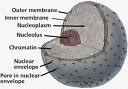 Outer membrane
Inner membrane
Nucleoplasm
Nucleolus
Chromatin
Nuclear
envelope
Pore in nuclear
envelope